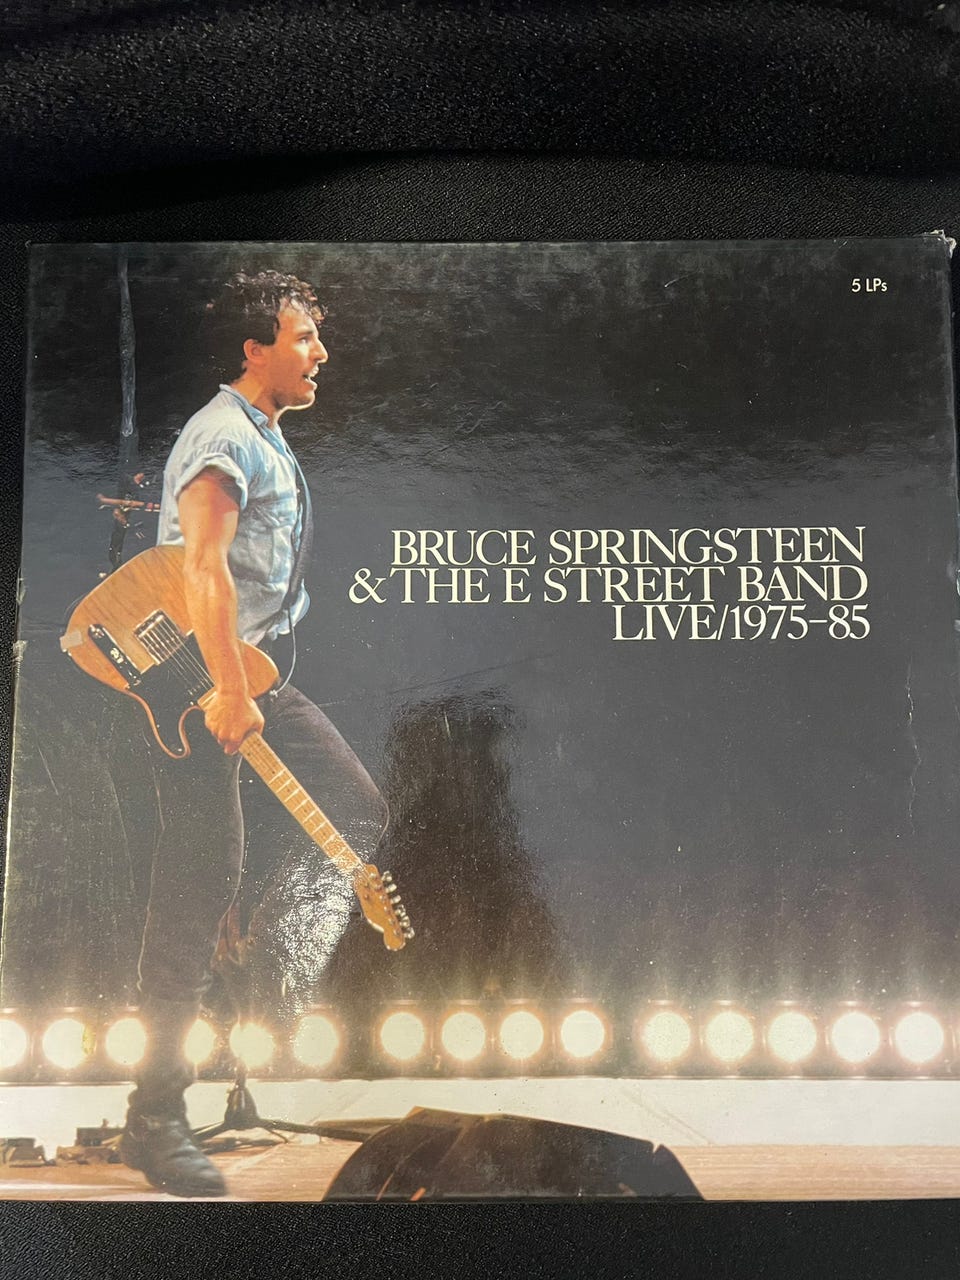 5 LPs
BRUCE SPRINGSTEEN
& THE E STREET BAND
LIVE/1975–85